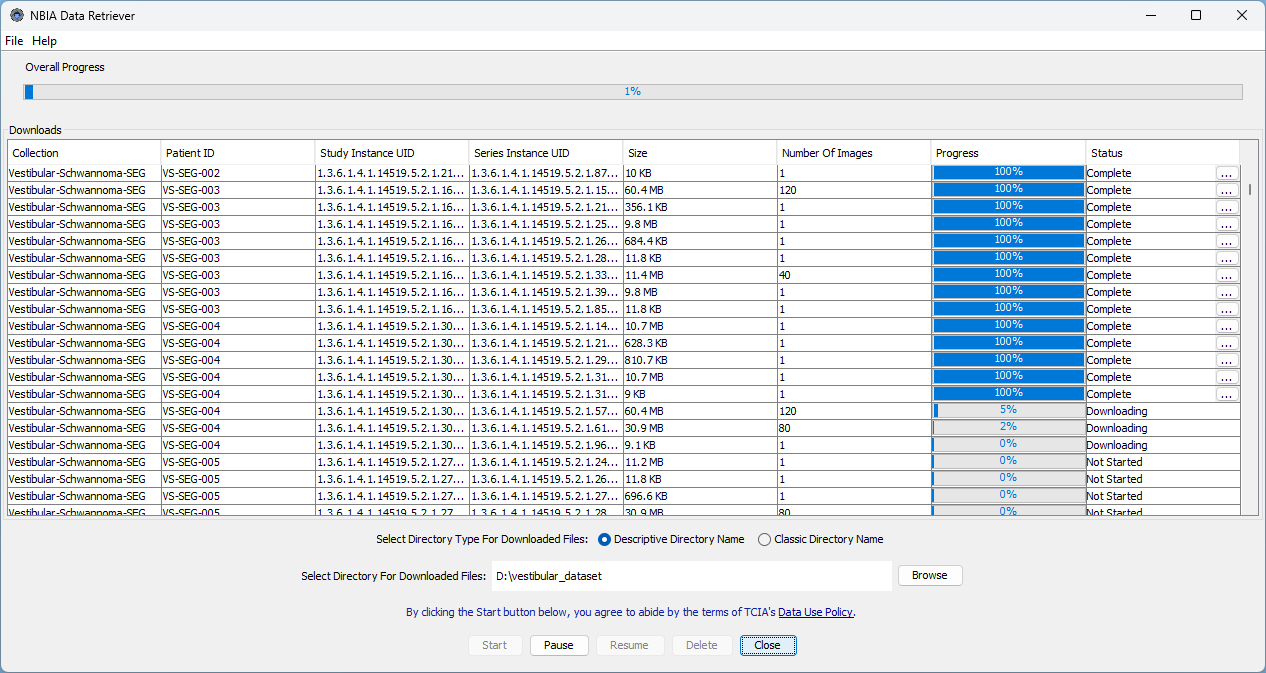 NBIA Data Retriever
File Help
Overall Progress
1%
Downloads
Collection Patient ID Study Instance UID Series Instance UID Size Number Of Images Progress Status
Vestibular-Schwannoma-SEG VS-SEG-002 1.3.6.1.4.1.14519.5.2.1.21... 1.3.6.1.4.1.14519.5.2.1.87... 10 KB 1 100% Complete ...
Vestibular-Schwannoma-SEG VS-SEG-003 1.3.6.1.4.1.14519.5.2.1.16... 1.3.6.1.4.1.14519.5.2.1.15... 60.4 MB 120 100% Complete ...
Vestibular-Schwannoma-SEG VS-SEG-003 1.3.6.1.4.1.14519.5.2.1.16... 1.3.6.1.4.1.14519.5.2.1.21... 356.1 KB 1 100% Complete ...
Vestibular-Schwannoma-SEG VS-SEG-003 1.3.6.1.4.1.14519.5.2.1.16... 1.3.6.1.4.1.14519.5.2.1.25... 9.8 MB 1 100% Complete ...
Vestibular-Schwannoma-SEG VS-SEG-003 1.3.6.1.4.1.14519.5.2.1.16... 1.3.6.1.4.1.14519.5.2.1.26... 684.4 KB 1 100% Complete ...
Vestibular-Schwannoma-SEG VS-SEG-003 1.3.6.1.4.1.14519.5.2.1.16... 1.3.6.1.4.1.14519.5.2.1.28... 11.8 KB 1 100% Complete ...
Vestibular-Schwannoma-SEG VS-SEG-003 1.3.6.1.4.1.14519.5.2.1.16... 1.3.6.1.4.1.14519.5.2.1.33... 11.4 MB 40 100% Complete ...
Vestibular-Schwannoma-SEG VS-SEG-003 1.3.6.1.4.1.14519.5.2.1.16... 1.3.6.1.4.1.14519.5.2.1.39... 9.8 MB 1 100% Complete ...
Vestibular-Schwannoma-SEG VS-SEG-003 1.3.6.1.4.1.14519.5.2.1.16... 1.3.6.1.4.1.14519.5.2.1.85... 11.8 KB 1 100% Complete ...
Vestibular-Schwannoma-SEG VS-SEG-004 1.3.6.1.4.1.14519.5.2.1.30... 1.3.6.1.4.1.14519.5.2.1.14... 10.7 MB 1 100% Complete ...
Vestibular-Schwannoma-SEG VS-SEG-004 1.3.6.1.4.1.14519.5.2.1.30... 1.3.6.1.4.1.14519.5.2.1.21... 628.3 KB 1 100% Complete ...
Vestibular-Schwannoma-SEG VS-SEG-004 1.3.6.1.4.1.14519.5.2.1.30... 1.3.6.1.4.1.14519.5.2.1.29... 810.7 KB 1 100% Complete ...
Vestibular-Schwannoma-SEG VS-SEG-004 1.3.6.1.4.1.14519.5.2.1.30... 1.3.6.1.4.1.14519.5.2.1.31... 10.7 MB 1 100% Complete ...
Vestibular-Schwannoma-SEG VS-SEG-004 1.3.6.1.4.1.14519.5.2.1.30... 1.3.6.1.4.1.14519.5.2.1.31... 9 KB 1 100% Complete ...
Vestibular-Schwannoma-SEG VS-SEG-004 1.3.6.1.4.1.14519.5.2.1.30... 1.3.6.1.4.1.14519.5.2.1.57... 60.4 MB 120 5% Downloading
Vestibular-Schwannoma-SEG VS-SEG-004 1.3.6.1.4.1.14519.5.2.1.30... 1.3.6.1.4.1.14519.5.2.1.61... 30.9 MB 80 2% Downloading
Vestibular-Schwannoma-SEG VS-SEG-004 1.3.6.1.4.1.14519.5.2.1.30... 1.3.6.1.4.1.14519.5.2.1.96... 9.1 KB 1 0% Downloading
Vestibular-Schwannoma-SEG VS-SEG-005 1.3.6.1.4.1.14519.5.2.1.27... 1.3.6.1.4.1.14519.5.2.1.24... 11.2 MB 1 0% Not Started
Vestibular-Schwannoma-SEG VS-SEG-005 1.3.6.1.4.1.14519.5.2.1.27... 1.3.6.1.4.1.14519.5.2.1.26... 11.8 KB 1 0% Not Started
Vestibular-Schwannoma-SEG VS-SEG-005 1.3.6.1.4.1.14519.5.2.1.27... 1.3.6.1.4.1.14519.5.2.1.27... 696.6 KB 1 0% Not Started
Vestibular-Schwannoma-SEG VS-SEG-005 1.3.6.1.4.1.14519.5.2.1.27... 1.3.6.1.4.1.14519.5.2.1.28... 30.9 MB 80 0% Not Started
Select Directory Type For Downloaded Files: Descriptive Directory Name Classic Directory Name
Select Directory For Downloaded Files: D:\vestibular_dataset Browse
By clicking the Start button below, you agree to abide by the terms of TCIA's Data Use Policy.
Start Pause Resume Delete Close